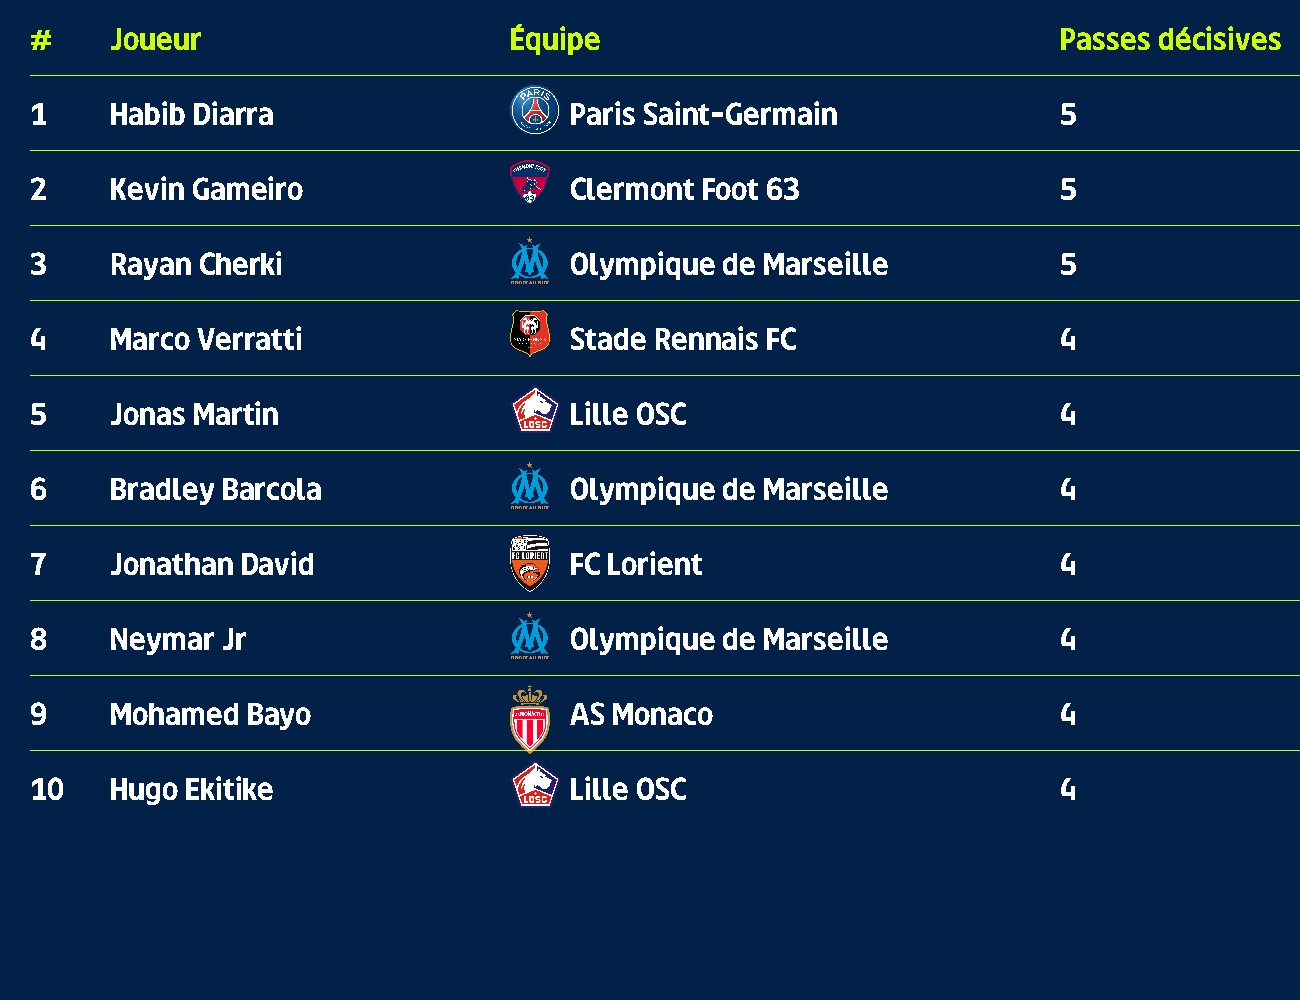 # Joueur Équipe Passes décisives
1 Habib Diarra Paris Saint-Germain 5
2 Kevin Gameiro Clermont Foot 63 5
3 Rayan Cherki Olympique de Marseille 5
4 Marco Verratti Stade Rennais FC 4
5 Jonas Martin Lille OSC 4
6 Bradley Barcola Olympique de Marseille 4
7 Jonathan David FC Lorient 4
8 Neymar Jr Olympique de Marseille 4
9 Mohamed Bayo AS Monaco 4
10 Hugo Ekitike Lille OSC 4